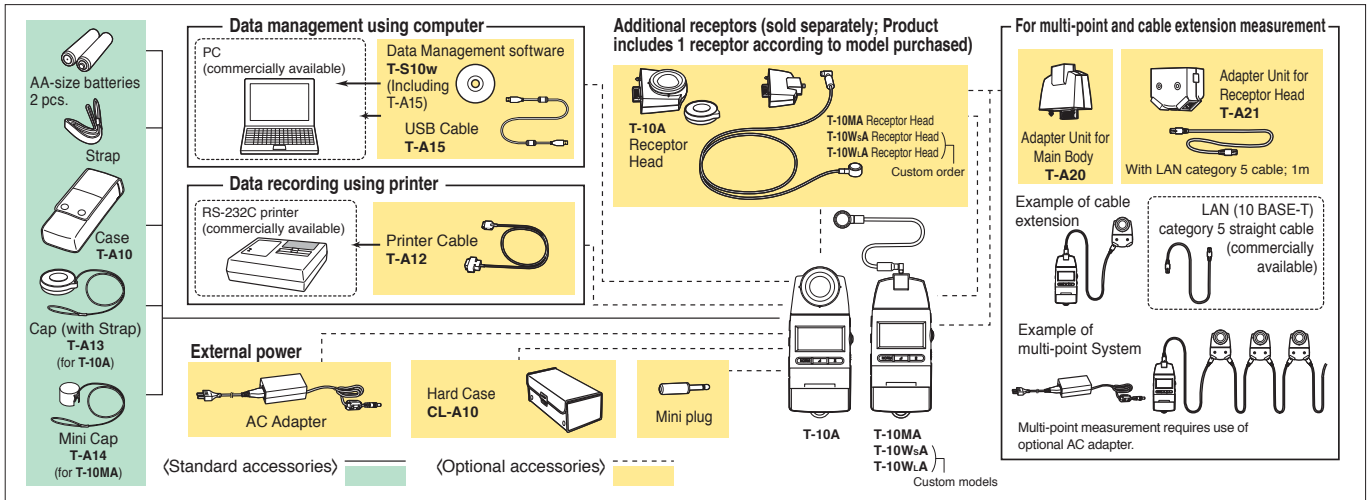 AA-size batteries
2 pcs.
Strap
Case
T-A10
Cap (with Strap)
T-A13
(for T-10A)
Mini Cap
T-A14
(for T-10MA)
Data management using computer
PC
(commercially available)
Data Management software
T-S10w
(Including
T-A15)
USB Cable
T-A15
Data recording using printer
RS-232C printer
(commercially available)
Printer Cable
T-A12
External power
AC Adapter
Hard Case
CL-A10
Mini plug
〈Standard accessories〉
〈Optional accessories〉
Additional receptors (sold separately; Product
includes 1 receptor according to model purchased)
T-10A
Receptor
Head
T-10MA Receptor Head
T-10WsA Receptor Head
T-10WLA Receptor Head
Custom order
T-10A
T-10MA
T-10WsA
T-10WLA
Custom models
For multi-point and cable extension measurement
Adapter Unit for
Main Body
T-A20
Adapter Unit for
Receptor Head
T-A21
With LAN category 5 cable; 1m
Example of cable
extension
LAN (10 BASE-T)
category 5 straight cable
(commercially
available)
Example of
multi-point System
Multi-point measurement requires use of
optional AC adapter.